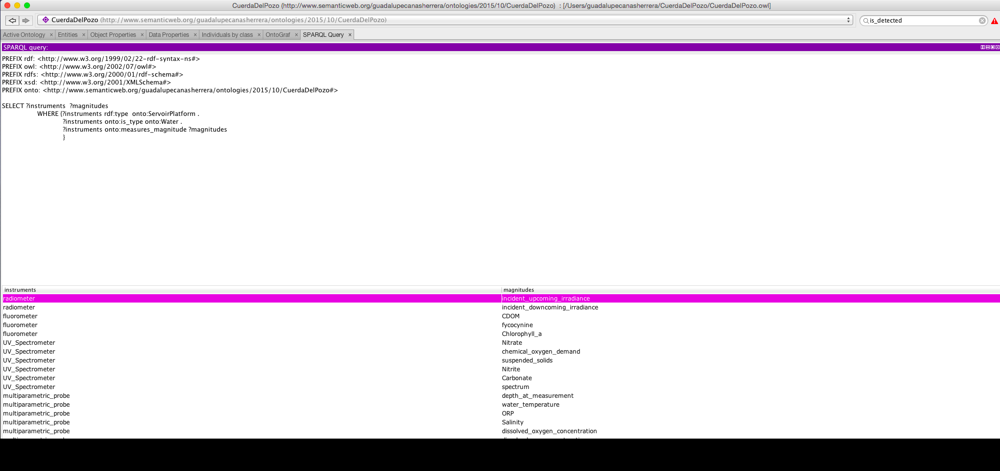 CuerdaDelPozo (http://www.semanticweb.org/guadalupecanasherrera/ontologies/2015/10/CuerdaDelPozo) : [/Users/guadalupecanasherrera/CuerdaDelPozo/CuerdaDelPozo.owl]
CuerdaDelPozo (http://www.semanticweb.org/guadalupecanasherrera/ontologies/2015/10/CuerdaDelPozo) is_detected
Active Ontology × Entities × Object Properties × Data Properties × Individuals by class × OntoGraf × SPARQL Query ×
SPARQL query:
PREFIX rdf: <http://www.w3.org/1999/02/22-rdf-syntax-ns#>
PREFIX owl: <http://www.w3.org/2002/07/owl#>
PREFIX rdfs: <http://www.w3.org/2000/01/rdf-schema#>
PREFIX xsd: <http://www.w3.org/2001/XMLSchema#>
PREFIX onto: <http://www.semanticweb.org/guadalupecanasherrera/ontologies/2015/10/CuerdaDelPozo#>
SELECT ?instruments ?magnitudes
WHERE {?instruments rdf:type onto:ServoirPlatform .
?instruments onto:is_type onto:Water .
?instruments onto:measures_magnitude ?magnitudes
}
instruments magnitudes
radiometer incident_upcoming_irradiance
radiometer incident_downcoming_irradiance
fluorometer CDOM
fluorometer fycocynine
fluorometer Chlorophyll_a
UV_Spectrometer Nitrate
UV_Spectrometer chemical_oxygen_demand
UV_Spectrometer suspended_solids
UV_Spectrometer Nitrite
UV_Spectrometer Carbonate
UV_Spectrometer spectrum
multiparametric_probe depth_at_measurement
multiparametric_probe water_temperature
multiparametric_probe ORP
multiparametric_probe Salinity
multiparametric_probe dissolved_oxygen_concentration